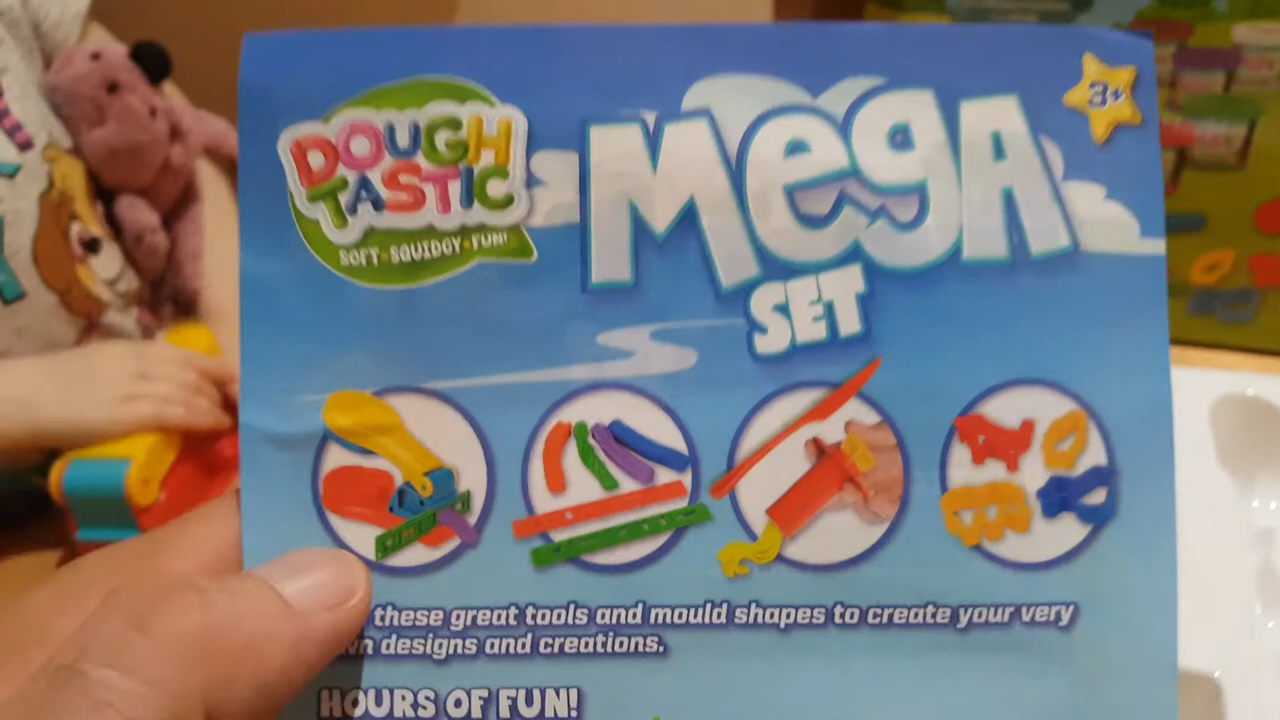 DOUGH
TASTIC
SOFT•SQUIDGY•FUN!
MegA
SET
3+
these great tools and mould shapes to create your very
designs and creations.
HOURS OF FUN!